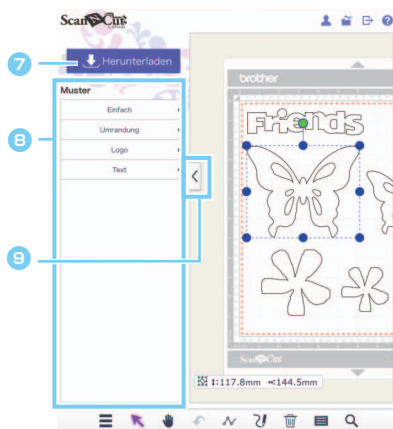 ScanNCut
Herunterladen
7
Muster
Einfach
8
Umrandung
Logo
Text
9
brother
Friends
ScanNCut
↕:117.8mm ↔:144.5mm